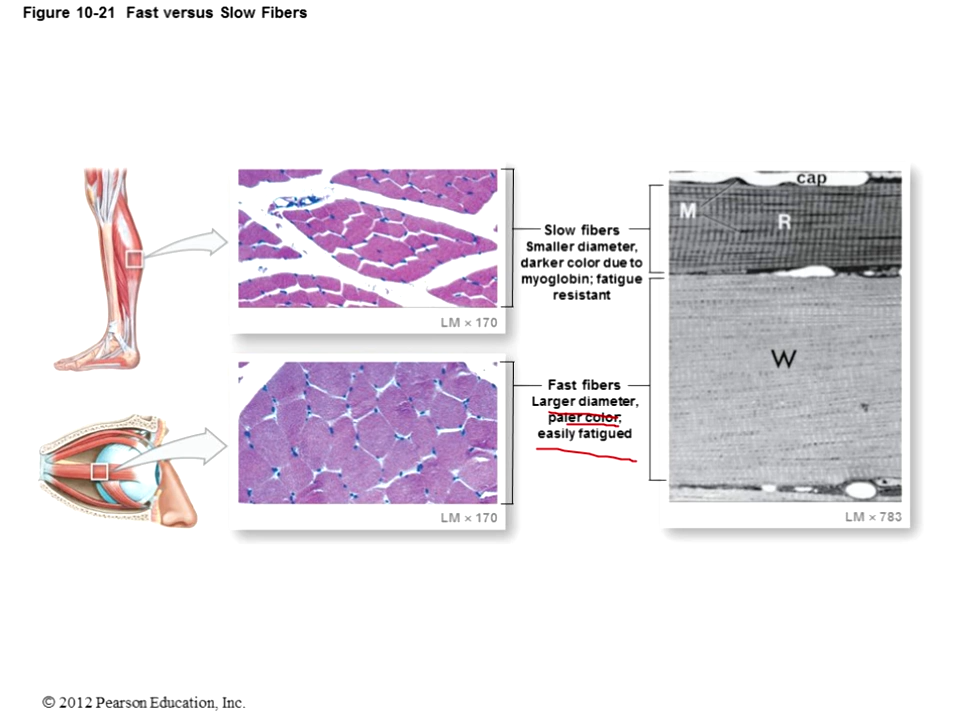 Figure 10-21 Fast versus Slow Fibers
cap
M
R
Slow fibers
Smaller diameter,
darker color due to
myoglobin; fatigue
resistant
LM × 170
W
Fast fibers
Larger diameter,
paler color;
easily fatigued
LM × 170
LM × 783
© 2012 Pearson Education, Inc.